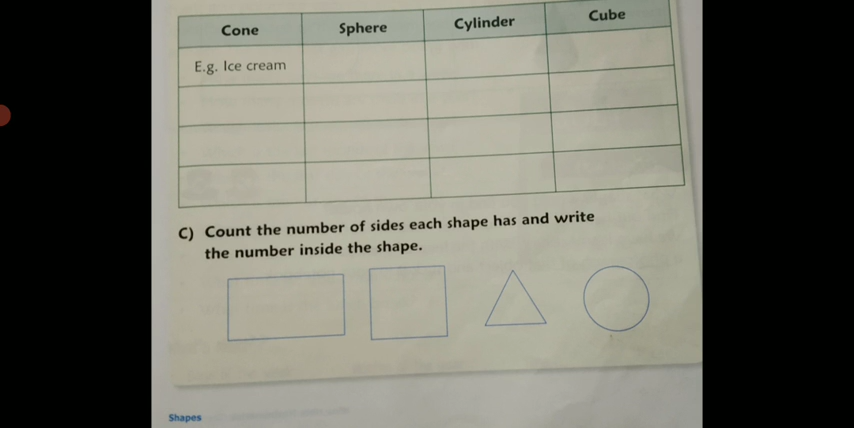 Cone Sphere Cylinder Cube
E.g. Ice cream
C) Count the number of sides each shape has and write
the number inside the shape.
Shapes